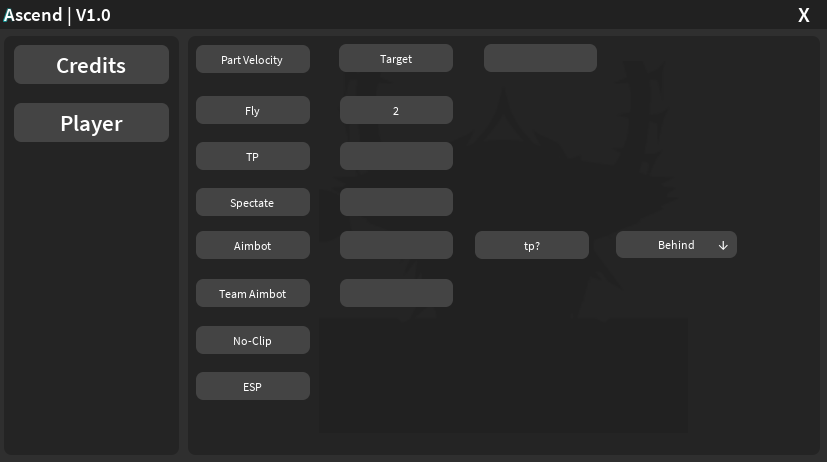 Ascend | V1.0
X
Credits
Player
Part Velocity
Target
Fly
2
TP
Spectate
Aimbot
tp?
Behind ↓
Team Aimbot
No-Clip
ESP